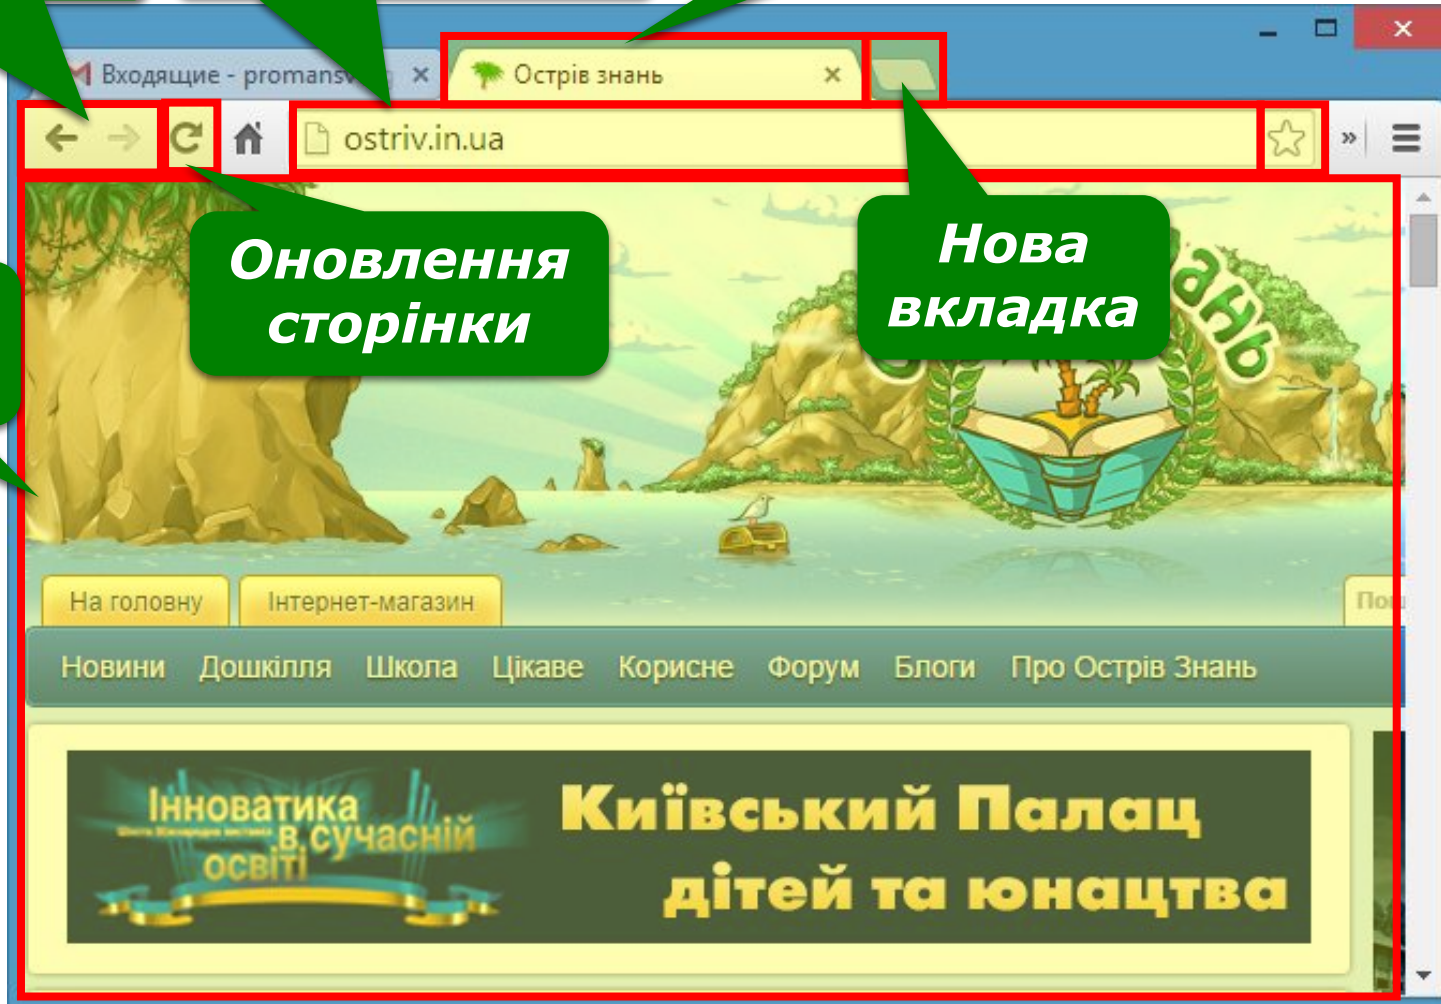 Входящие - promansv
Острів знань
ostriv.in.ua
»
Оновлення
сторінки
Нова
вкладка
ань
На головну
Інтернет-магазин
Новини Дошкілля Школа Цікаве Корисне Форум Блоги Про Острів Знань
Інноватика
в сучасній
освіті
Київський Палац
дітей та юнацтва